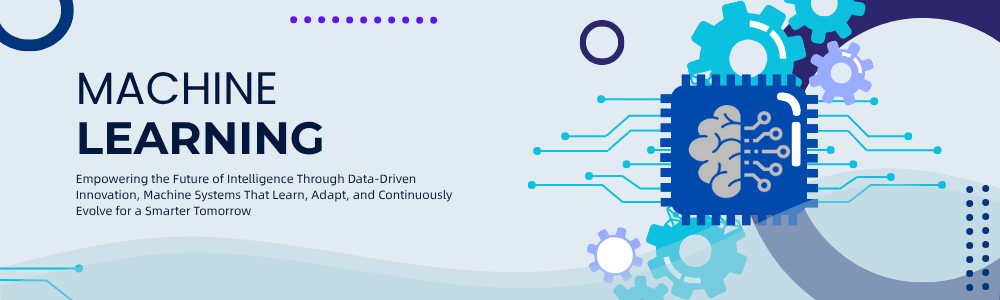 MACHINE
LEARNING
Empowering the Future of Intelligence Through Data-Driven
Innovation, Machine Systems That Learn, Adapt, and Continuously
Evolve for a Smarter Tomorrow